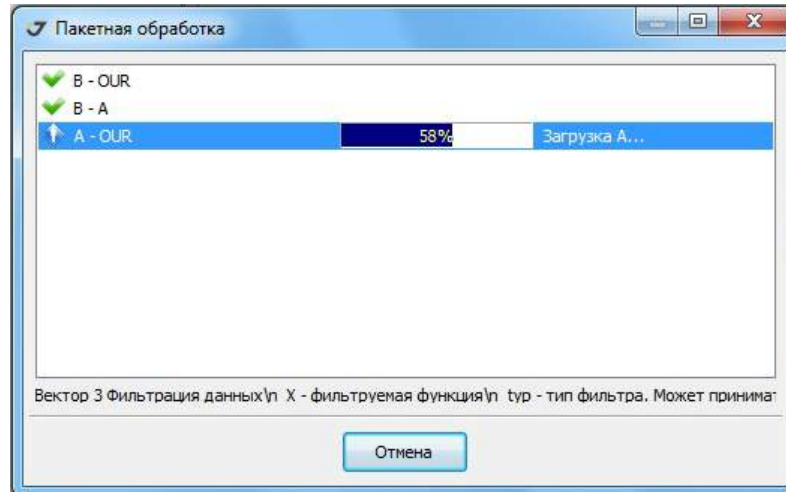 Пакетная обработка
B - OUR
B - A
A - OUR 58% Загрузка A...
Вектор 3 Фильтрация данных\n X - фильтруемая функция\n typ - тип фильтра. Может принимат
Отмена